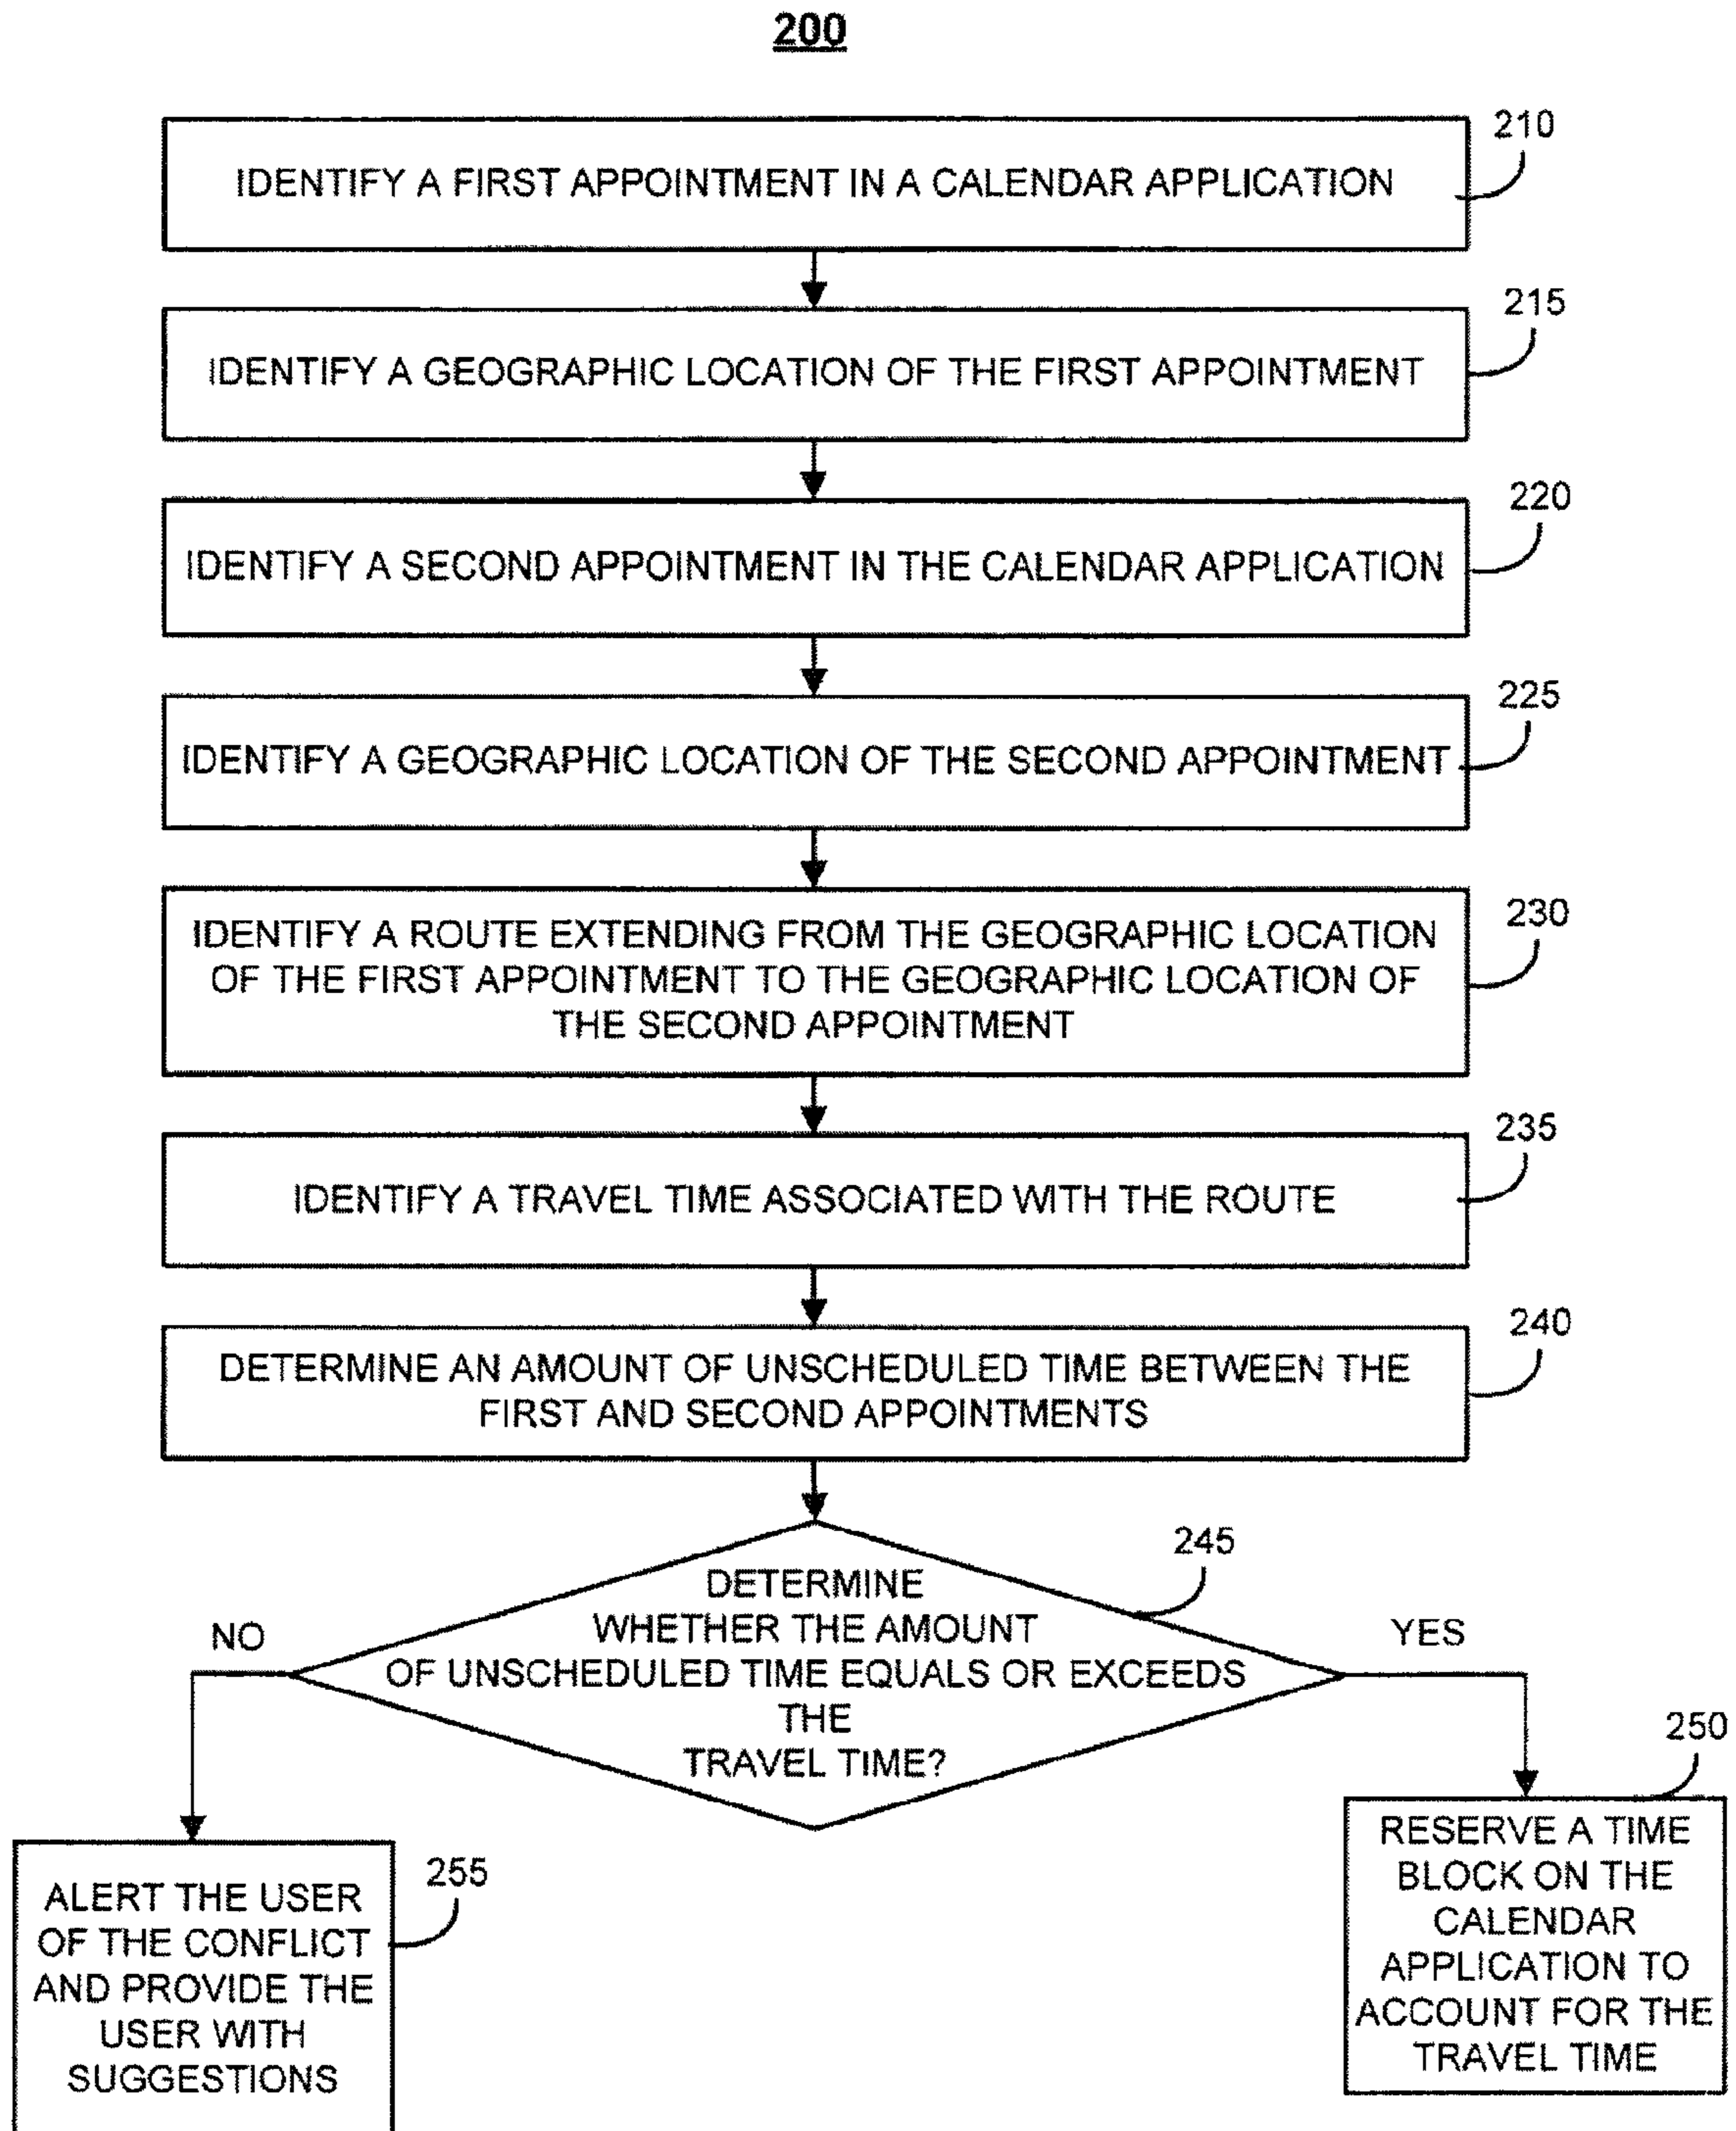 200
210
IDENTIFY A FIRST APPOINTMENT IN A CALENDAR APPLICATION
215
IDENTIFY A GEOGRAPHIC LOCATION OF THE FIRST APPOINTMENT
220
IDENTIFY A SECOND APPOINTMENT IN THE CALENDAR APPLICATION
225
IDENTIFY A GEOGRAPHIC LOCATION OF THE SECOND APPOINTMENT
230
IDENTIFY A ROUTE EXTENDING FROM THE GEOGRAPHIC LOCATION
OF THE FIRST APPOINTMENT TO THE GEOGRAPHIC LOCATION OF
THE SECOND APPOINTMENT
235
IDENTIFY A TRAVEL TIME ASSOCIATED WITH THE ROUTE
240
DETERMINE AN AMOUNT OF UNSCHEDULED TIME BETWEEN THE
FIRST AND SECOND APPOINTMENTS
245
DETERMINE
WHETHER THE AMOUNT
OF UNSCHEDULED TIME EQUALS OR EXCEEDS
THE
TRAVEL TIME?
NO
YES
255
ALERT THE USER
OF THE CONFLICT
AND PROVIDE THE
USER WITH
SUGGESTIONS
250
RESERVE A TIME
BLOCK ON THE
CALENDAR
APPLICATION TO
ACCOUNT FOR THE
TRAVEL TIME